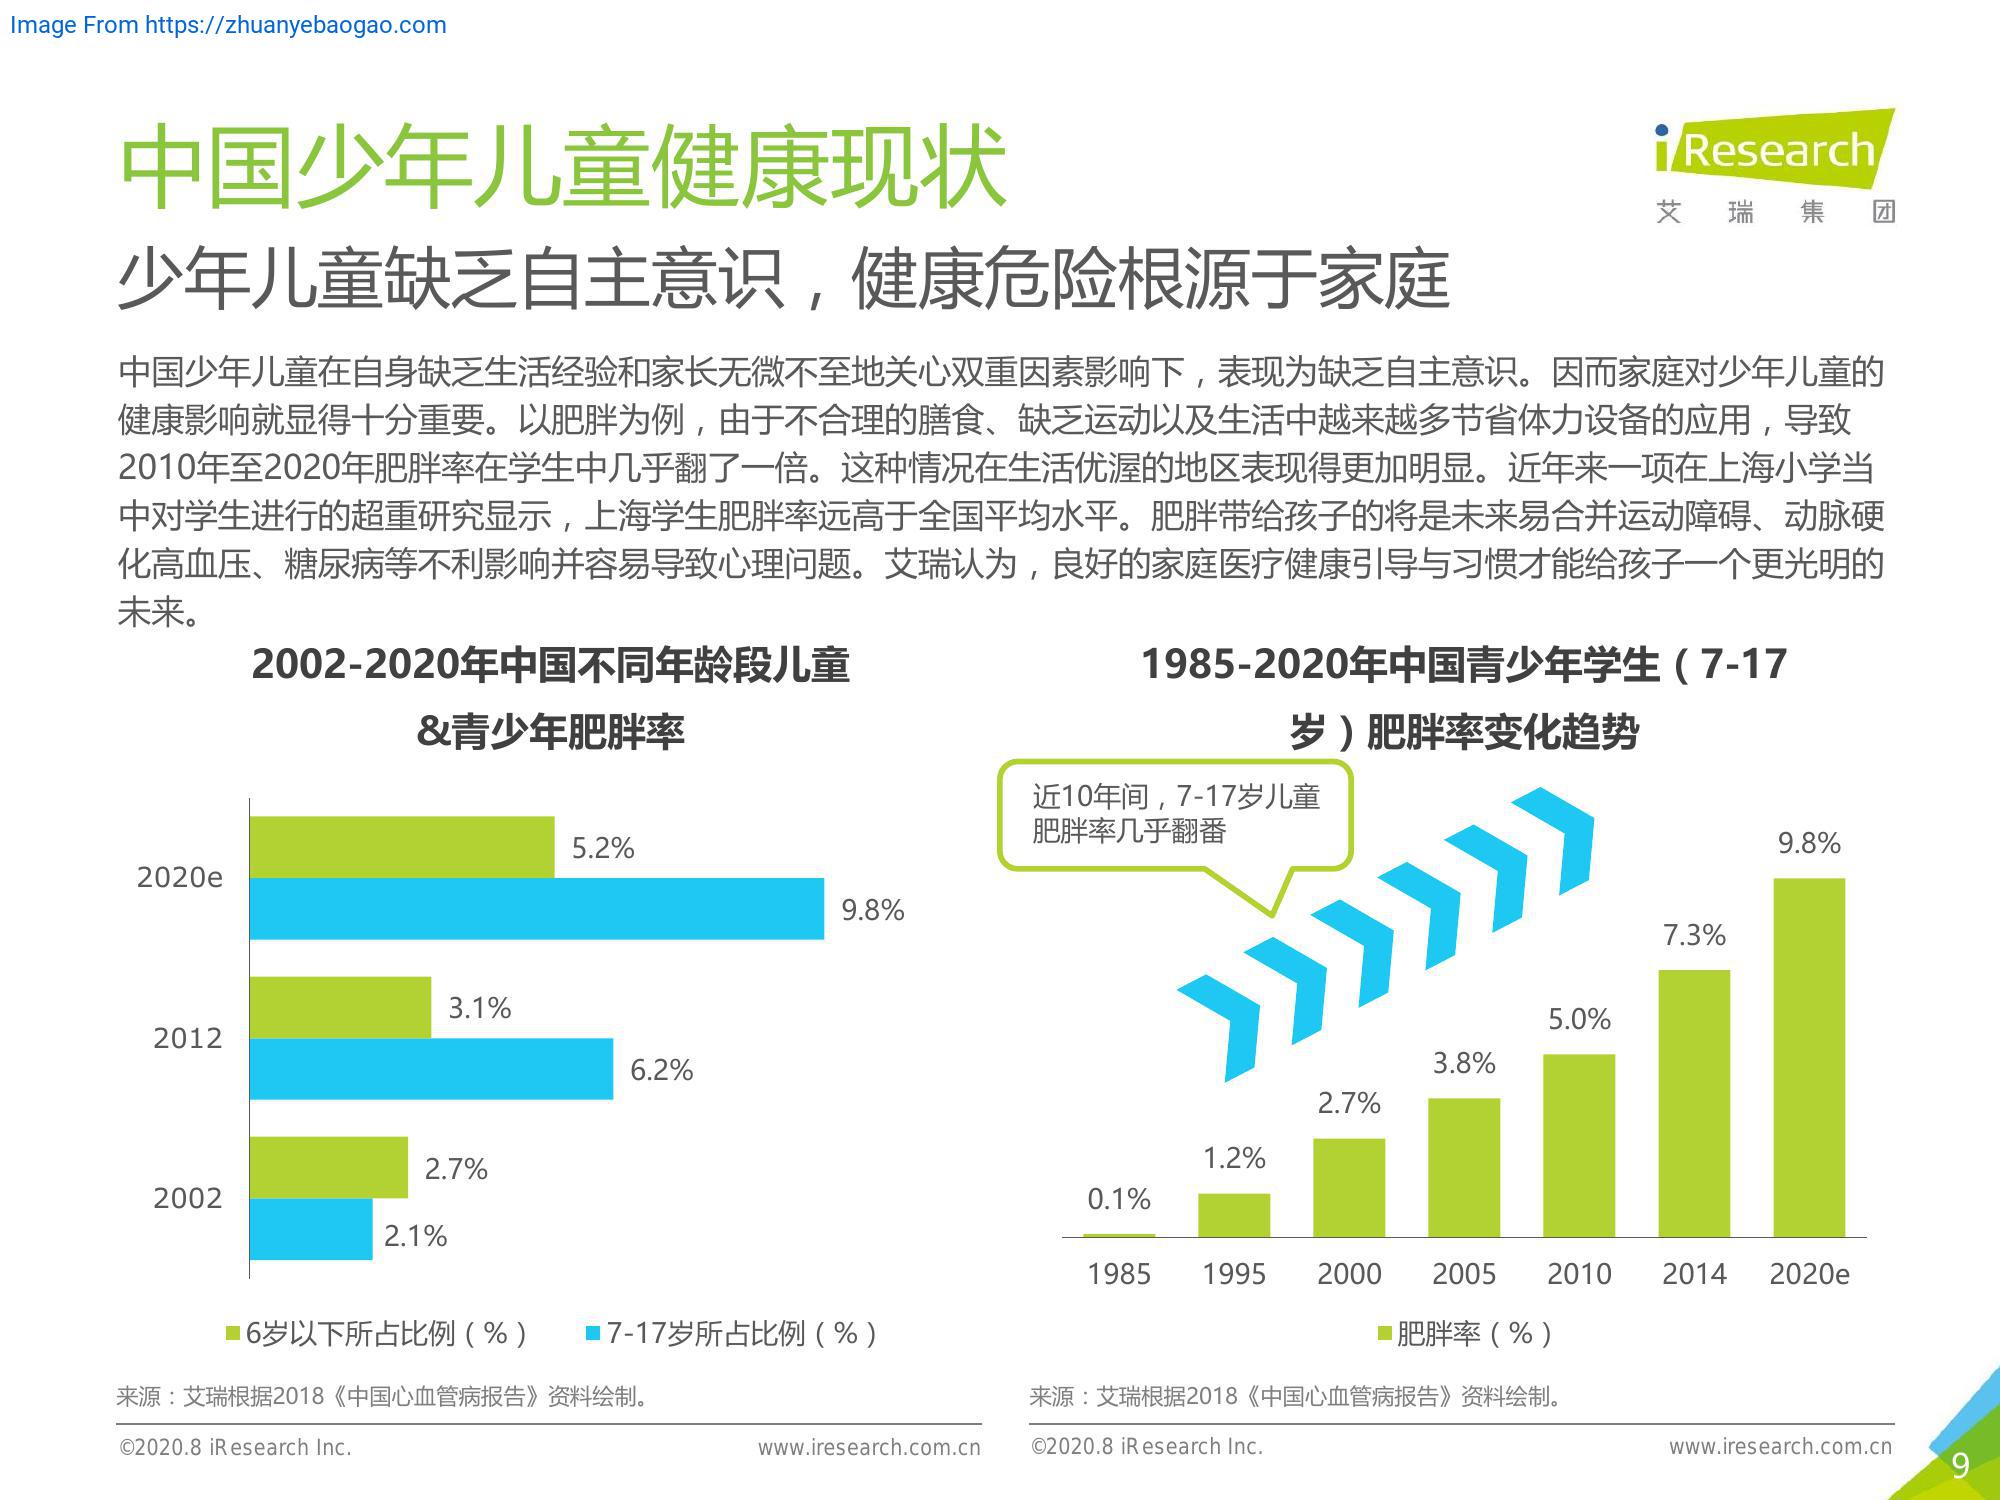 Image From https://zhuanyebaogao.com
中国少年儿童健康现状
iResearch
艾瑞集团
少年儿童缺乏自主意识，健康危险根源于家庭
中国少年儿童在自身缺乏生活经验和家长无微不至地关心双重因素影响下，表现为缺乏自主意识。因而家庭对少年儿童的
健康影响就显得十分重要。以肥胖为例，由于不合理的膳食、缺乏运动以及生活中越来越多节省体力设备的应用，导致
2010年至2020年肥胖率在学生中几乎翻了一倍。这种情况在生活优渥的地区表现得更加明显。近年来一项在上海小学当
中对学生进行的超重研究显示，上海学生肥胖率远高于全国平均水平。肥胖带给孩子的将是未来易合并运动障碍、动脉硬
化高血压、糖尿病等不利影响并容易导致心理问题。艾瑞认为，良好的家庭医疗健康引导与习惯才能给孩子一个更光明的
未来。
2002-2020年中国不同年龄段儿童
&青少年肥胖率
2020e
5.2%
9.8%
2012
3.1%
6.2%
2002
2.7%
2.1%
6岁以下所占比例（%）
7-17岁所占比例（%）
来源：艾瑞根据2018《中国心血管病报告》资料绘制。
©2020.8 iResearch Inc.
www.iresearch.com.cn
1985-2020年中国青少年学生（7-17
岁）肥胖率变化趋势
近10年间，7-17岁儿童
肥胖率几乎翻番
0.1%
1.2%
2.7%
3.8%
5.0%
7.3%
9.8%
1985
1995
2000
2005
2010
2014
2020e
肥胖率（%）
来源：艾瑞根据2018《中国心血管病报告》资料绘制。
©2020.8 iResearch Inc.
www.iresearch.com.cn
9